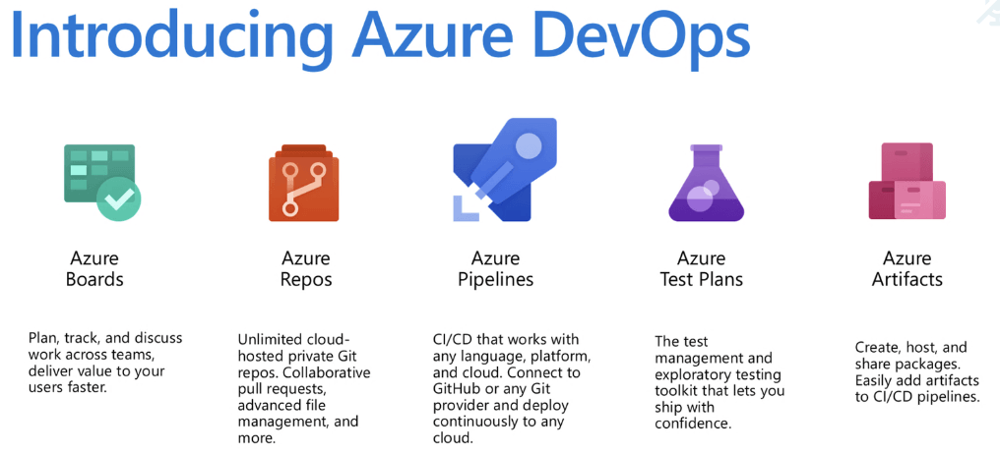 Introducing Azure DevOps
Azure
Boards
Plan, track, and discuss
work across teams,
deliver value to your
users faster.
Azure
Repos
Unlimited cloud-
hosted private Git
repos. Collaborative
pull requests,
advanced file
management, and
more.
Azure
Pipelines
CI/CD that works with
any language, platform,
and cloud. Connect to
GitHub or any Git
provider and deploy
continuously to any
cloud.
Azure
Test Plans
The test
management and
exploratory testing
toolkit that lets you
ship with
confidence.
Azure
Artifacts
Create, host, and
share packages.
Easily add artifacts
to CI/CD pipelines.